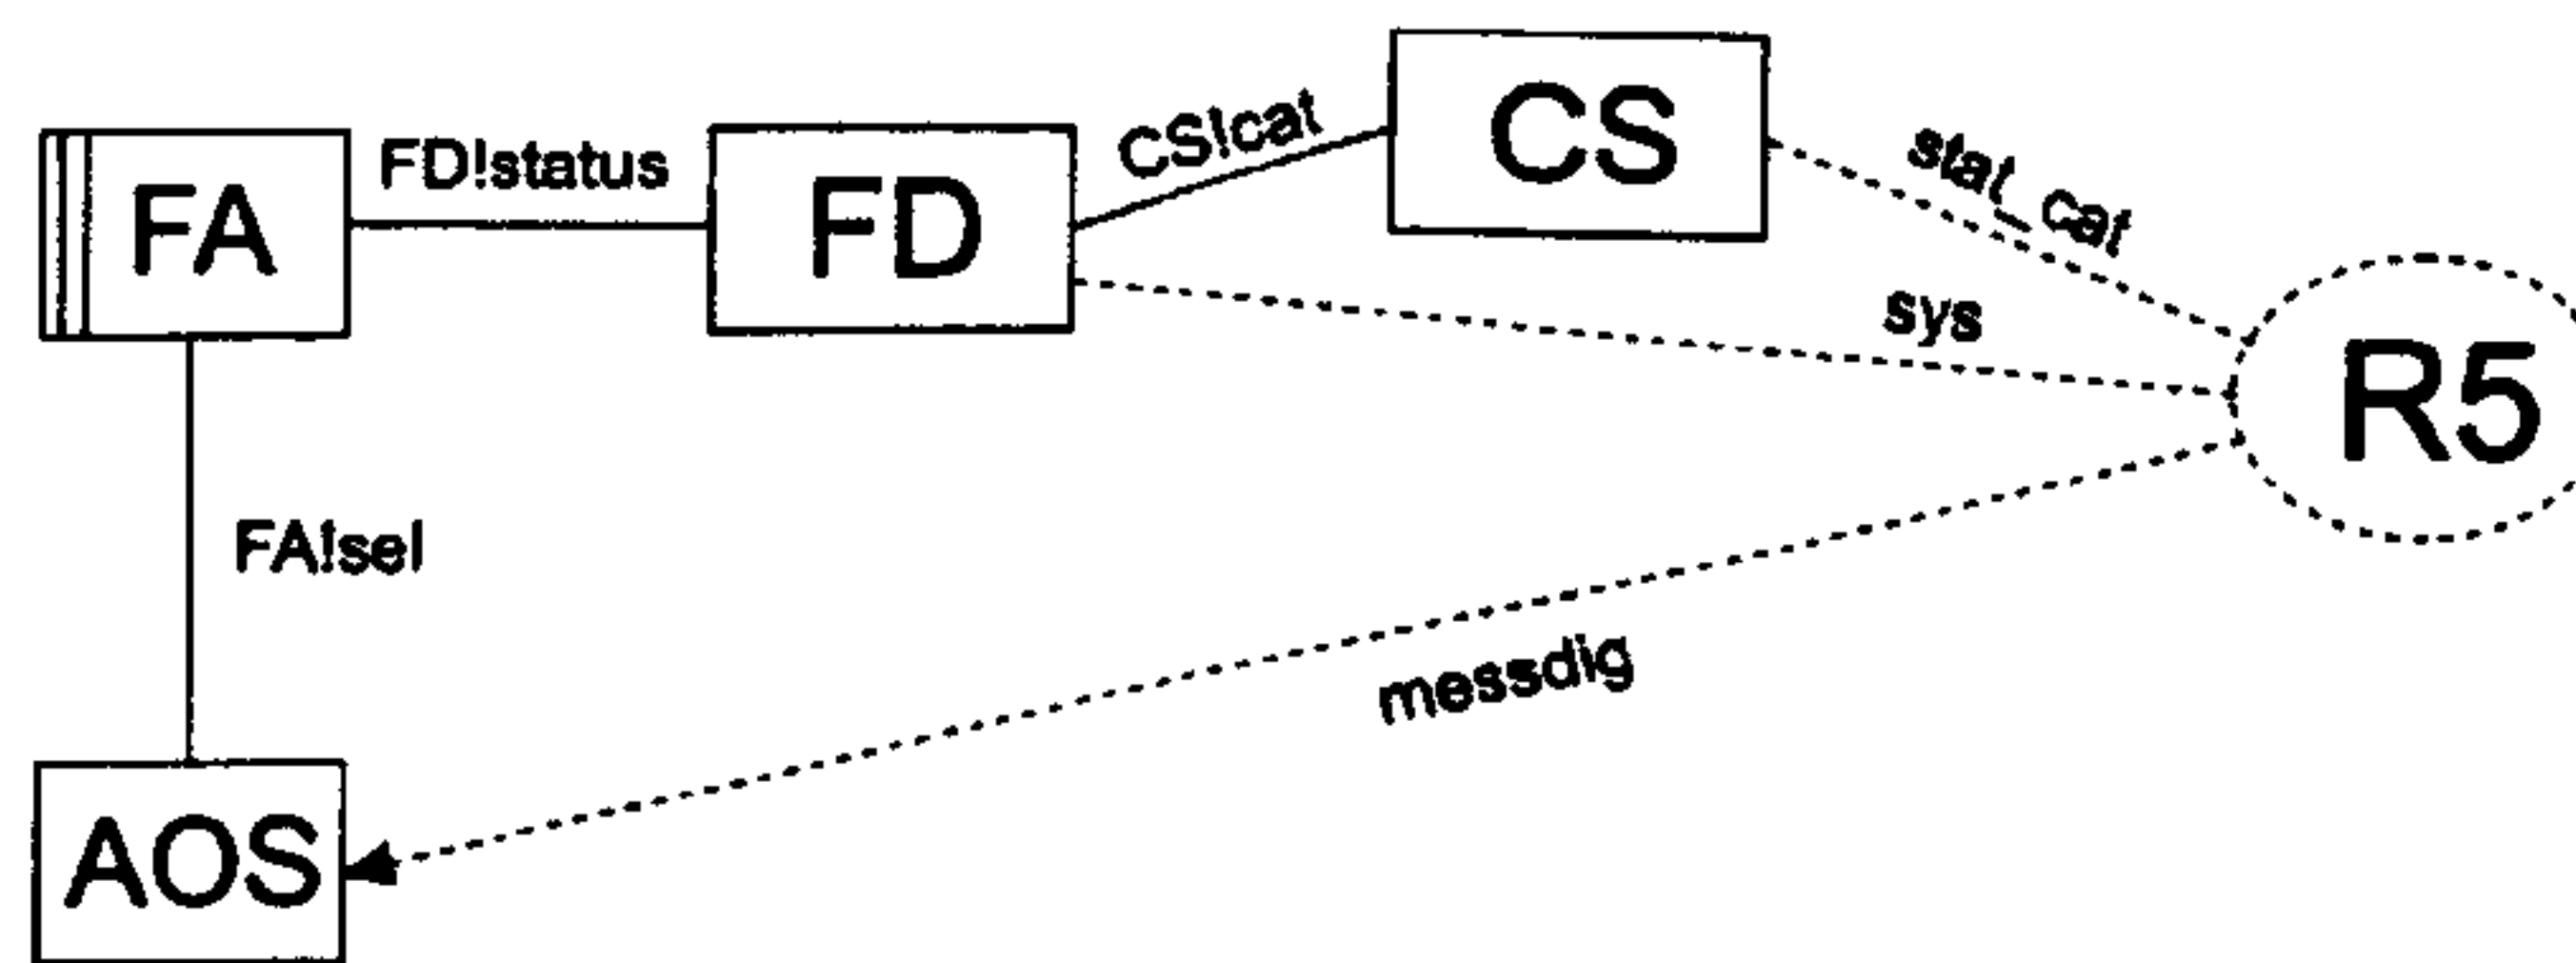 CS
FA
FD!status
FD
CS!cat
stat_cat
sys
R5
FA!sel
messdig
AOS